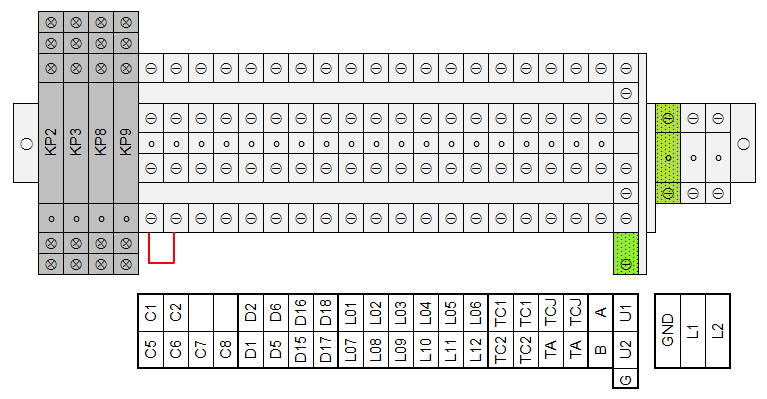 KP2 KP3 KP8 KP9
C1 C2 D2 D6 D16 D18 L01 L02 L03 L04 L05 L06 TC1 TC1 TCJ TCJ A U1
C5 C6 C7 C8 D1 D5 D15 D17 L07 L08 L09 L10 L11 L12 TC2 TC2 TA TA B U2
G
GND L1 L2